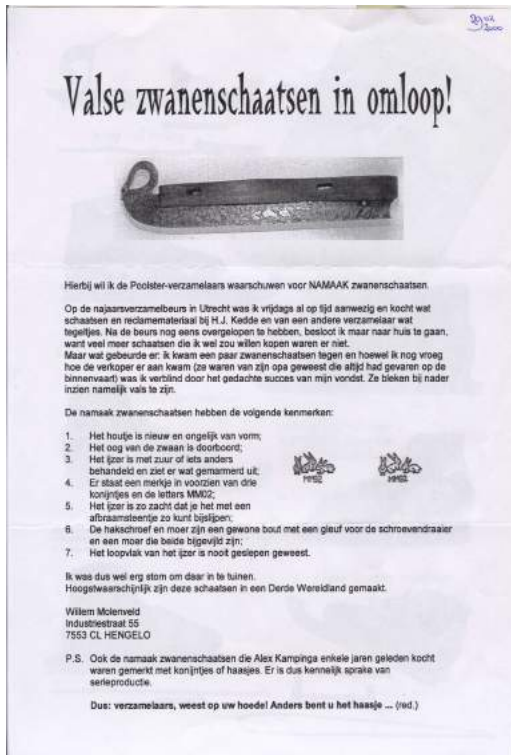 29 02
2000
Valse zwanenschaatsen in omloop!
Hierbij wil ik de Poolster-verzamelaars waarschuwen voor NAMAAK zwanenschaatsen.
Op de najaarsverzamelbeurs in Utrecht was ik vrijdags al op tijd aanwezig en kocht wat
schaatsen en reclamemateriaal bij H.J. Kedde en van een andere verzamelaar wat
tegeltjes. Na de beurs nog eens overgelopen te hebben, besloot ik maar naar huis te gaan,
want veel meer schaatsen die ik wel zou willen kopen waren er niet.
Maar wat gebeurde er: ik kwam een paar zwanenschaatsen tegen en hoewel ik nog vroeg
hoe de verkoper er aan kwam (ze waren van zijn opa geweest die altijd had gevaren op de
binnenvaart) was ik verblind door het gedachte succes van mijn vondst. Ze bleken bij nader
inzien namelijk vals te zijn.
De namaak zwanenschaatsen hebben de volgende kenmerken:
1. Het houtje is nieuw en ongelijk van vorm;
2. Het oog van de zwaan is doorboord;
3. Het ijzer is met zuur of iets anders
behandeld en ziet er wat gemarmerd uit;
4. Er staat een merkje in voorzien van drie
konijntjes en de letters MM02;
MM02 MM02
5. Het ijzer is zo zacht dat je het met een
afbraamsteentje zo kunt bijslijpen;
6. De hakschroef en moer zijn een gewone bout met een gleuf voor de schroevendraaier
en een moer die beide bijgevijld zijn;
7. Het loopvlak van het ijzer is nooit geslepen geweest.
Ik was dus wel erg stom om daar in te tuinen.
Hoogstwaarschijnlijk zijn deze schaatsen in een Derde Wereldland gemaakt.
Willem Molenveld
Industriestraat 55
7553 CL HENGELO
P.S. Ook de namaak zwanenschaatsen die Alex Kampinga enkele jaren geleden kocht
waren gemerkt met konijntjes of haasjes. Er is dus kennelijk sprake van
serieproductie.
Dus: verzamelaars, weest op uw hoede! Anders bent u het haasje ... (red.)